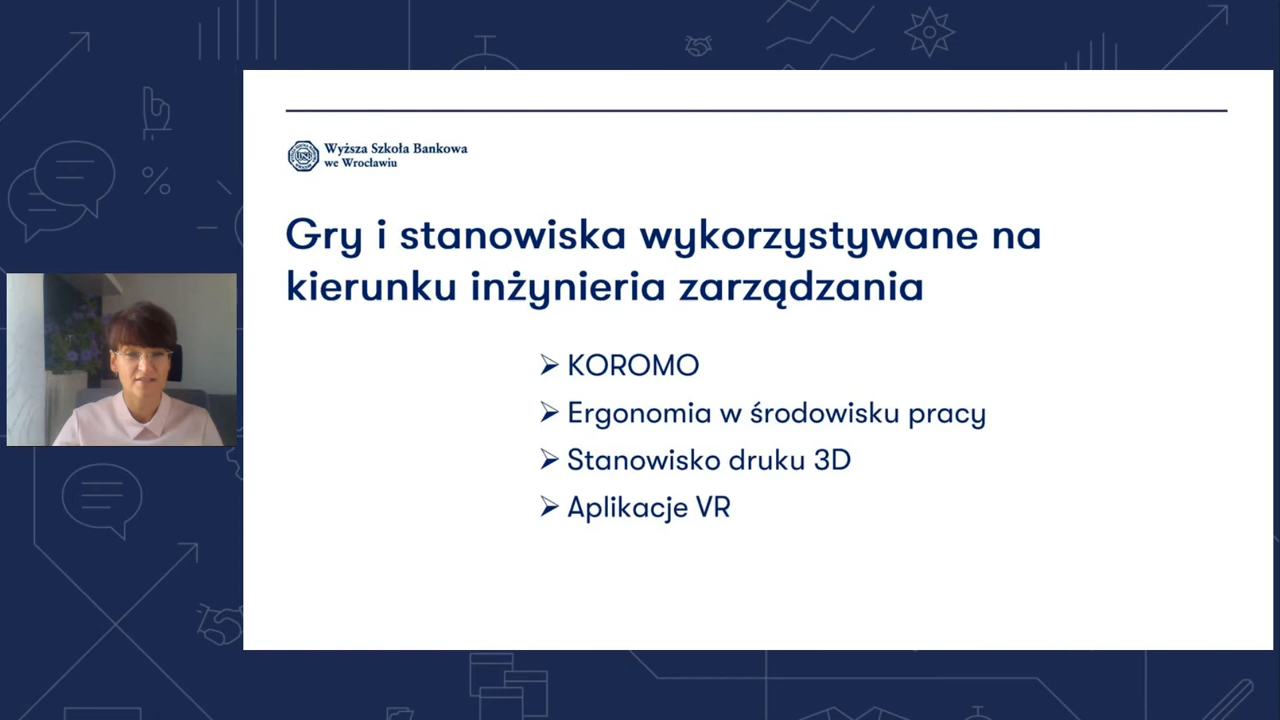 Wyższa Szkoła Bankowa
we Wrocławiu
Gry i stanowiska wykorzystywane na
kierunku inżynieria zarządzania
➢ KOROMO
➢ Ergonomia w środowisku pracy
➢ Stanowisko druku 3D
➢ Aplikacje VR